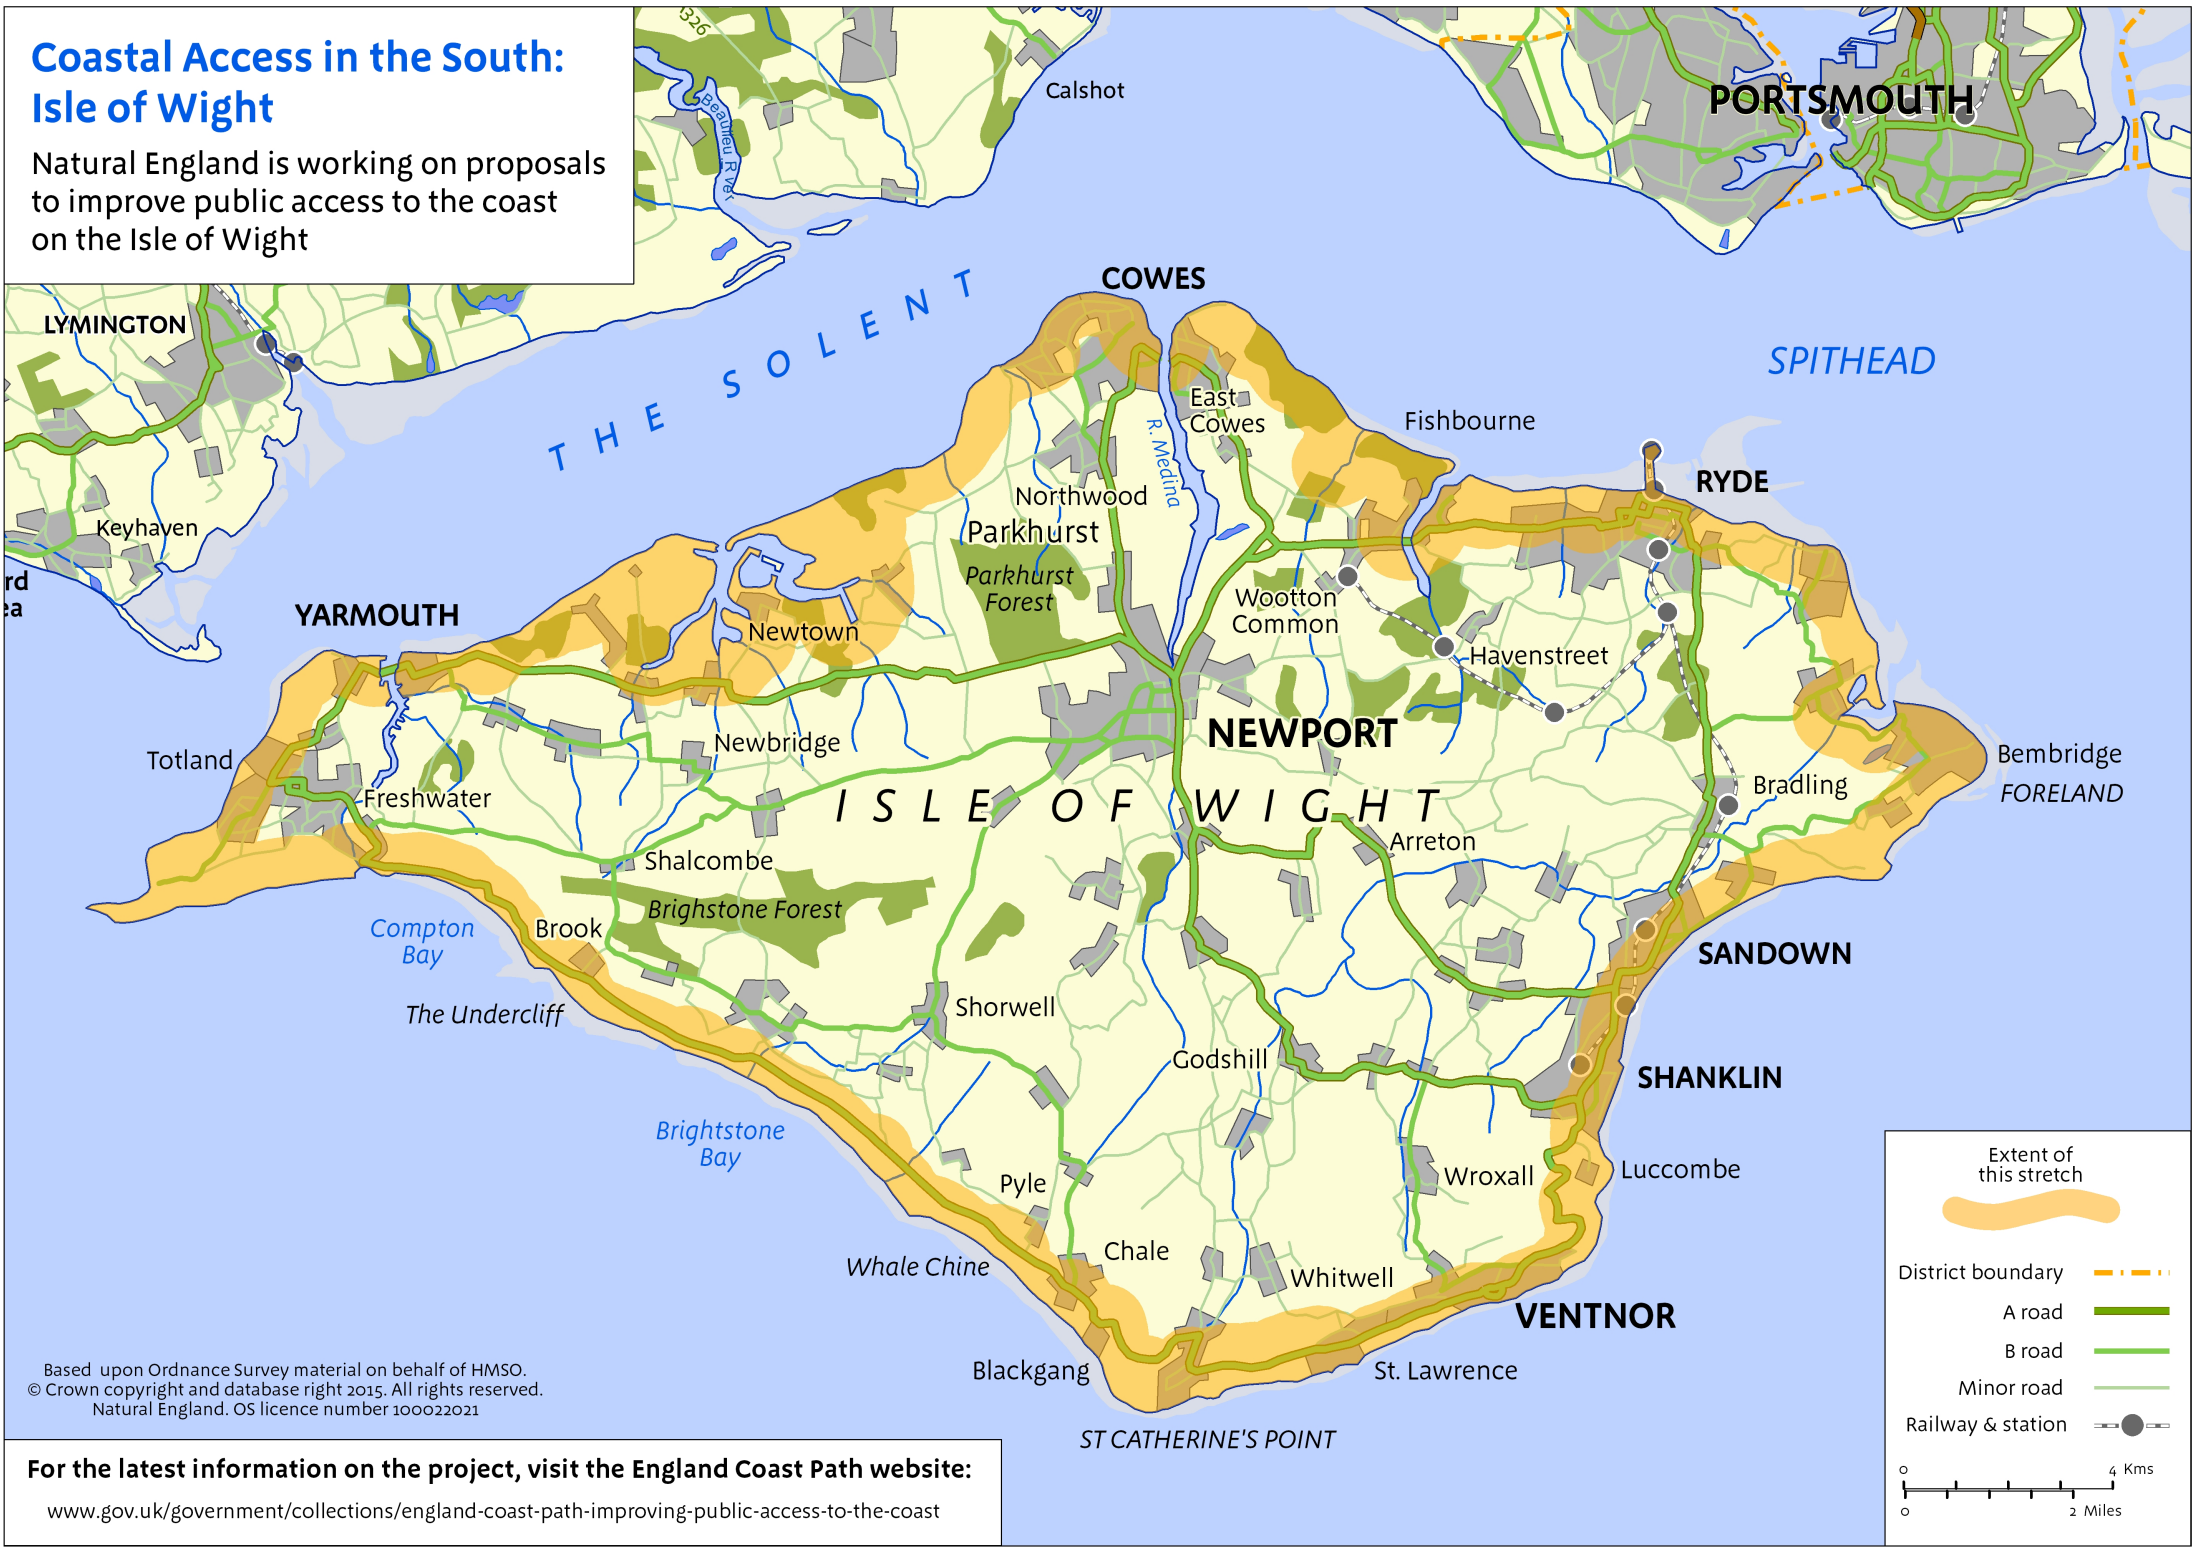 Coastal Access in the South:
Isle of Wight
Natural England is working on proposals
to improve public access to the coast
on the Isle of Wight
1326
Beaulieu River
Calshot
PORTSMOUTH
LYMINGTON
Keyhaven
rd
ea
THE SOLENT
SPITHEAD
COWES
East
Cowes
R. Medina
Fishbourne
RYDE
Northwood
Parkhurst
Parkhurst
Forest
Wootton
Common
Havenstreet
YARMOUTH
Newtown
Newbridge
NEWPORT
Totland
Freshwater
ISLE OF WIGHT
Bembridge
FORELAND
Bradling
Arreton
Shalcombe
Brighstone Forest
Compton
Bay
Brook
The Undercliff
Shorwell
SANDOWN
Godshill
SHANKLIN
Brightstone
Bay
Pyle
Wroxall
Luccombe
Whale Chine
Chale
Whitwell
VENTNOR
Blackgang
St. Lawrence
ST CATHERINE'S POINT
Extent of
this stretch
District boundary
A road
B road
Minor road
Railway & station
0 4 Kms
0 2 Miles
Based upon Ordnance Survey material on behalf of HMSO.
© Crown copyright and database right 2015. All rights reserved.
Natural England. OS licence number 100022021
For the latest information on the project, visit the England Coast Path website:
www.gov.uk/government/collections/england-coast-path-improving-public-access-to-the-coast